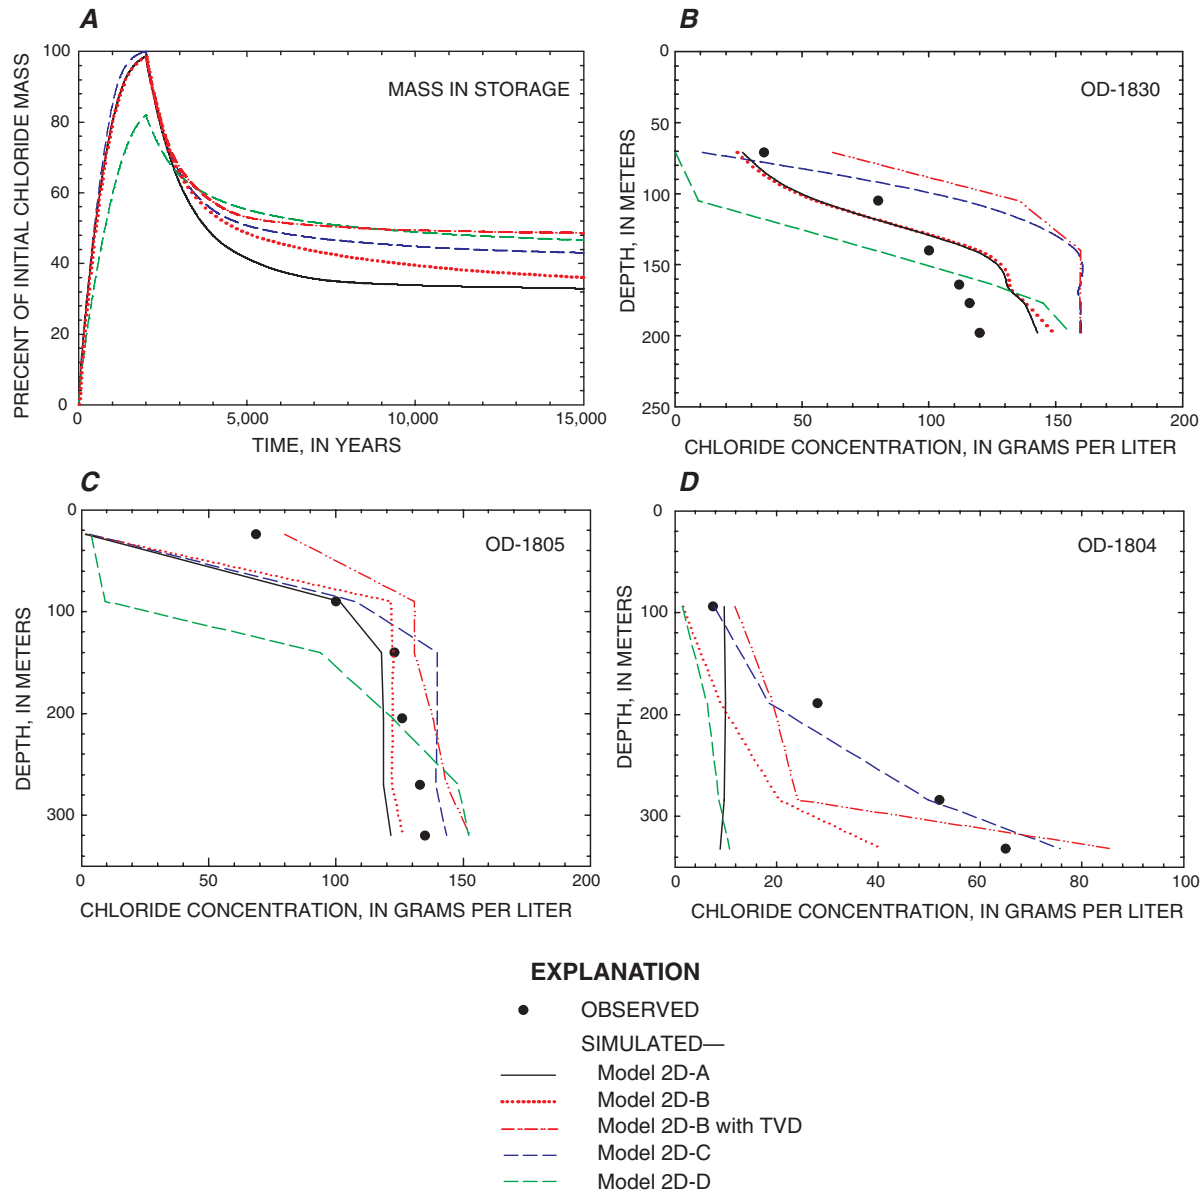 A
PRECENT OF INITIAL CHLORIDE MASS
100
80
60
40
20
0
MASS IN STORAGE
0
5,000
10,000
15,000
TIME, IN YEARS
B
DEPTH, IN METERS
0
50
100
150
200
250
OD-1830
0
50
100
150
200
CHLORIDE CONCENTRATION, IN GRAMS PER LITER
C
DEPTH, IN METERS
0
100
200
300
OD-1805
0
50
100
150
200
CHLORIDE CONCENTRATION, IN GRAMS PER LITER
D
DEPTH, IN METERS
0
100
200
300
OD-1804
0
20
40
60
80
100
CHLORIDE CONCENTRATION, IN GRAMS PER LITER
EXPLANATION
OBSERVED
SIMULATED—
Model 2D-A
Model 2D-B
Model 2D-B with TVD
Model 2D-C
Model 2D-D